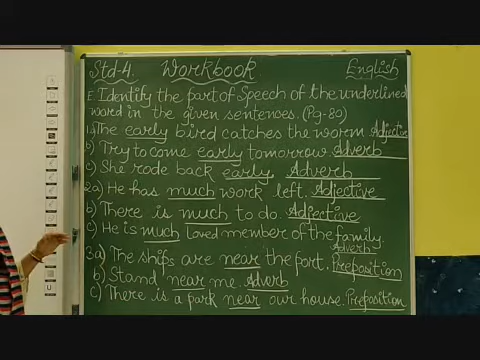 Std-4. Workbook English
E. Identify the part of Speech of the underlined
word in the given sentences. (Pg-80)
1a) The early bird catches the worm Adjective
b) Try to come early tomorrow. Adverb
c) She rode back early. Adverb
2a) He has much work left. Adjective
b) There is much to do. Adjective
c) He is much loved member of the family.
Adverb
3a) The ships are near the port. Preposition
b) Stand near me. Adverb
c) There is a park near our house. Preposition